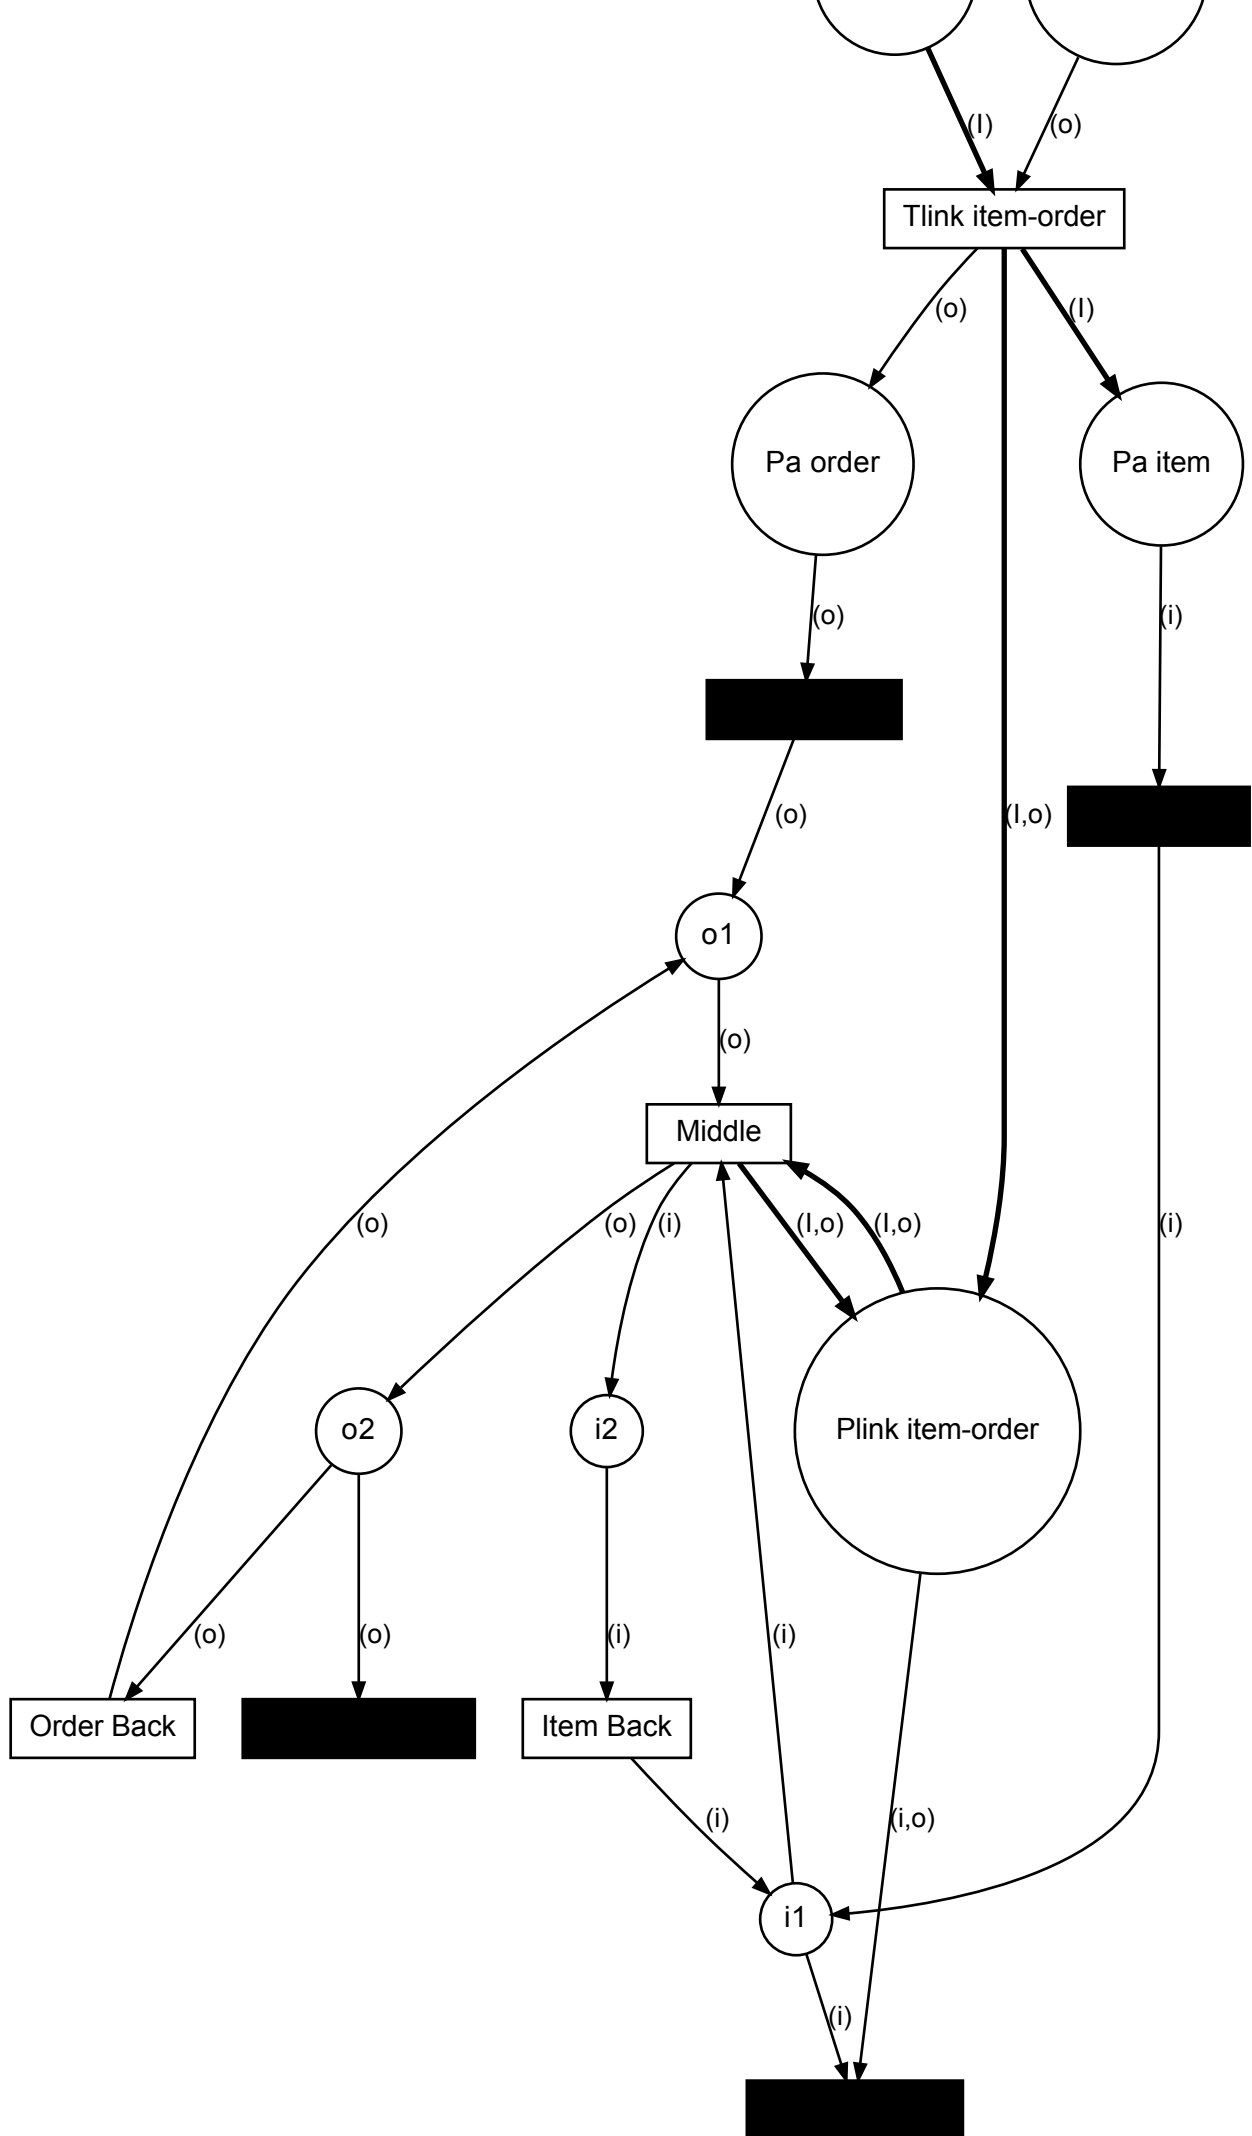 (I)
(o)
Tlink item-order
(o)
(I)
Pa order
Pa item
(o)
(i)
(o)
(I,o)
o1
(o)
Middle
(o)
(o)
(i)
(I,o)
(I,o)
(i)
o2
i2
Plink item-order
(o)
(o)
(i)
(i)
Order Back
Item Back
(i)
(i,o)
i1
(i)